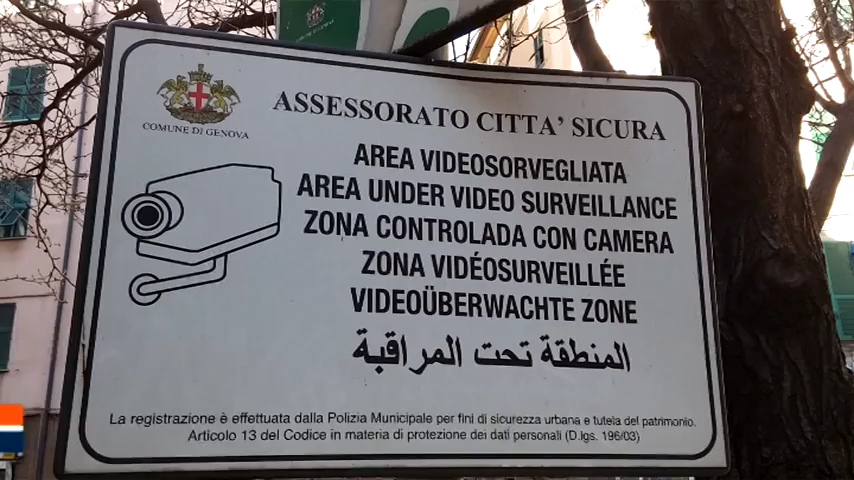 COMUNE DI GENOVA
ASSESSORATO CITTA' SICURA
AREA VIDEOSORVEGLIATA
AREA UNDER VIDEO SURVEILLANCE
ZONA CONTROLADA CON CAMERA
ZONA VIDÉOSURVEILLÉE
VIDEOÜBERWACHTE ZONE
المنطقة تحت المراقبة
La registrazione è effettuata dalla Polizia Municipale per fini di sicurezza urbana e tutela del patrimonio.
Articolo 13 del Codice in materia di protezione dei dati personali (D.lgs. 196/03)